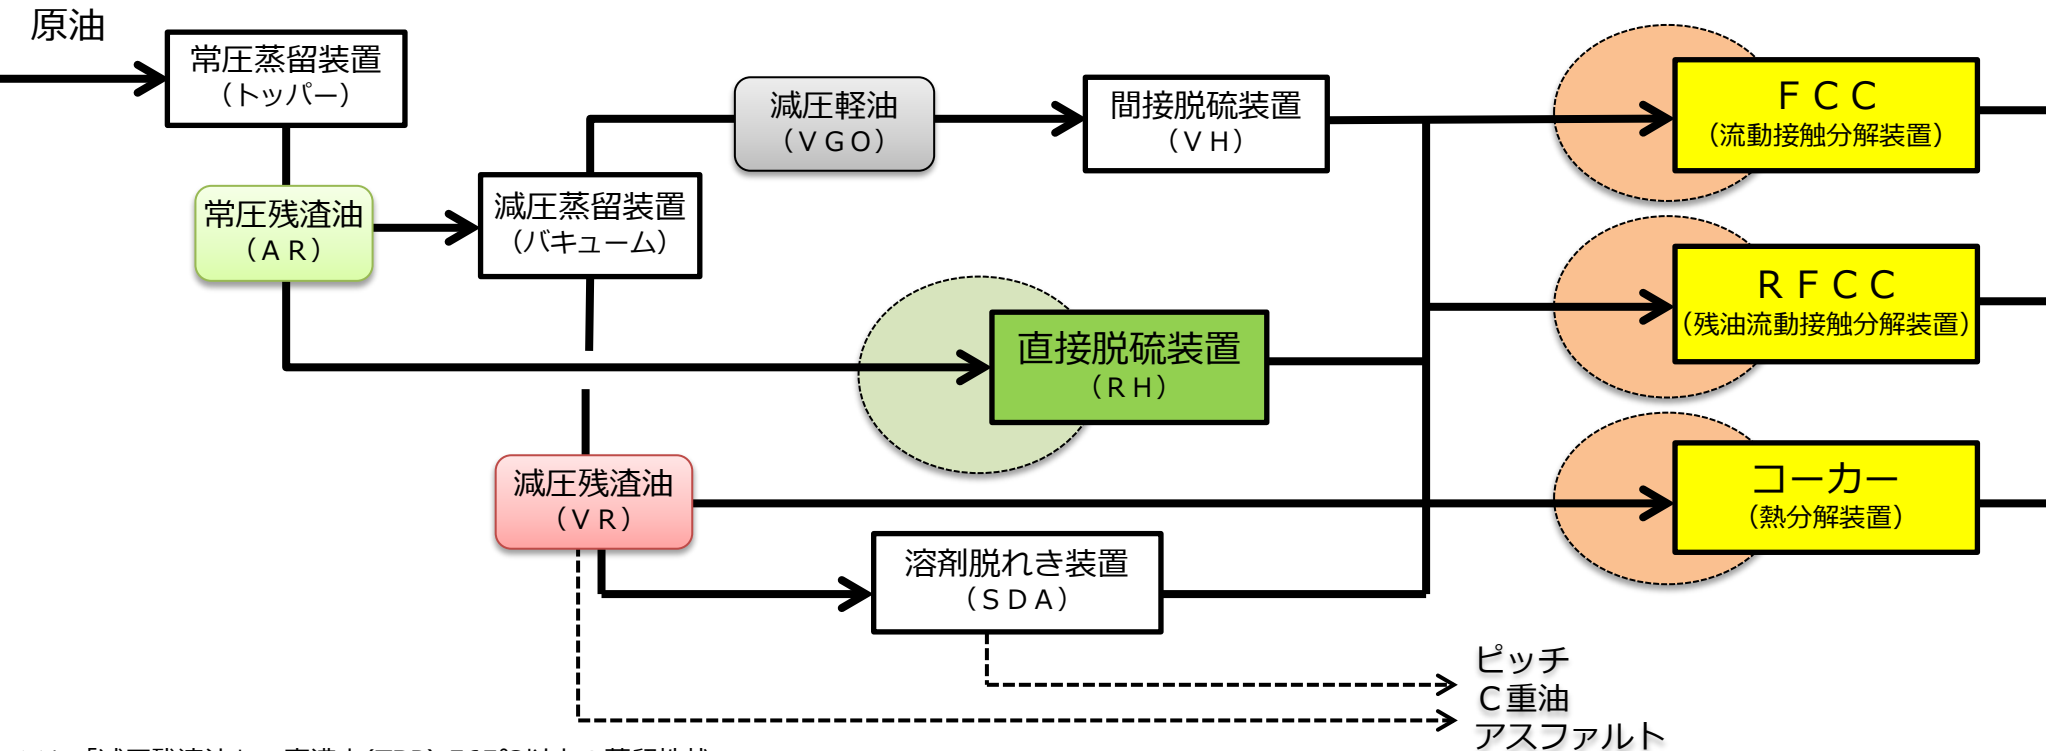 原油
常圧蒸留装置
（トッパー）
減圧軽油
（ＶＧＯ）
間接脱硫装置
（ＶＨ）
ＦＣＣ
（流動接触分解装置）
常圧残渣油
（ＡＲ）
減圧蒸留装置
（バキューム）
ＲＦＣＣ
（残油流動接触分解装置）
直接脱硫装置
（ＲＨ）
減圧残渣油
（ＶＲ）
コーカー
（熱分解装置）
溶剤脱れき装置
（ＳＤＡ）
ピッチ
Ｃ重油
アスファルト